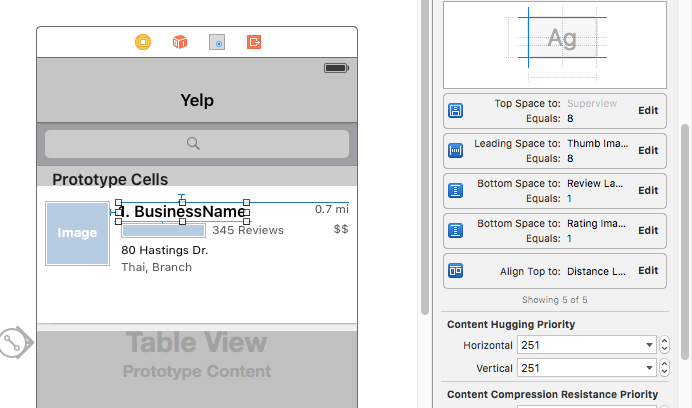 Yelp
Prototype Cells
1. BusinessName 0.7 mi
Image
345 Reviews $$
80 Hastings Dr.
Thai, Branch
Table View
Prototype Content
Ag
Top Space to: Superview
Equals: 8 Edit
Leading Space to: Thumb Ima...
Equals: 8 Edit
Bottom Space to: Review La...
Equals: 1 Edit
Bottom Space to: Rating Ima...
Equals: 1 Edit
Align Top to: Distance L... Edit
Showing 5 of 5
Content Hugging Priority
Horizontal 251
Vertical 251
Content Compression Resistance Priority